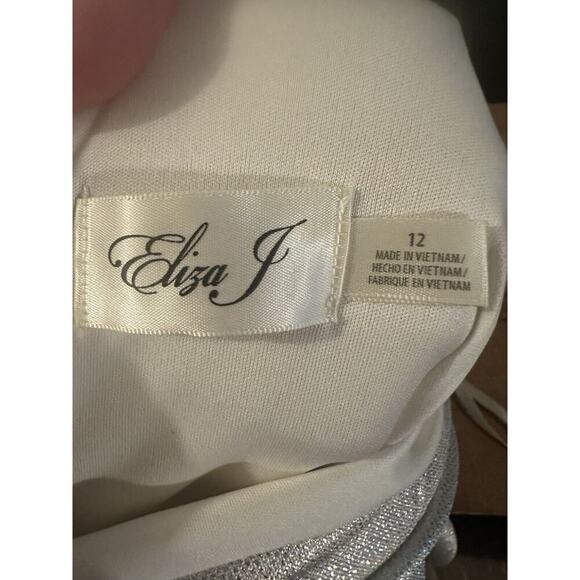 Eliza J
12
MADE IN VIETNAM/
HECHO EN VIETNAM/
FABRIQUE EN VIETNAM